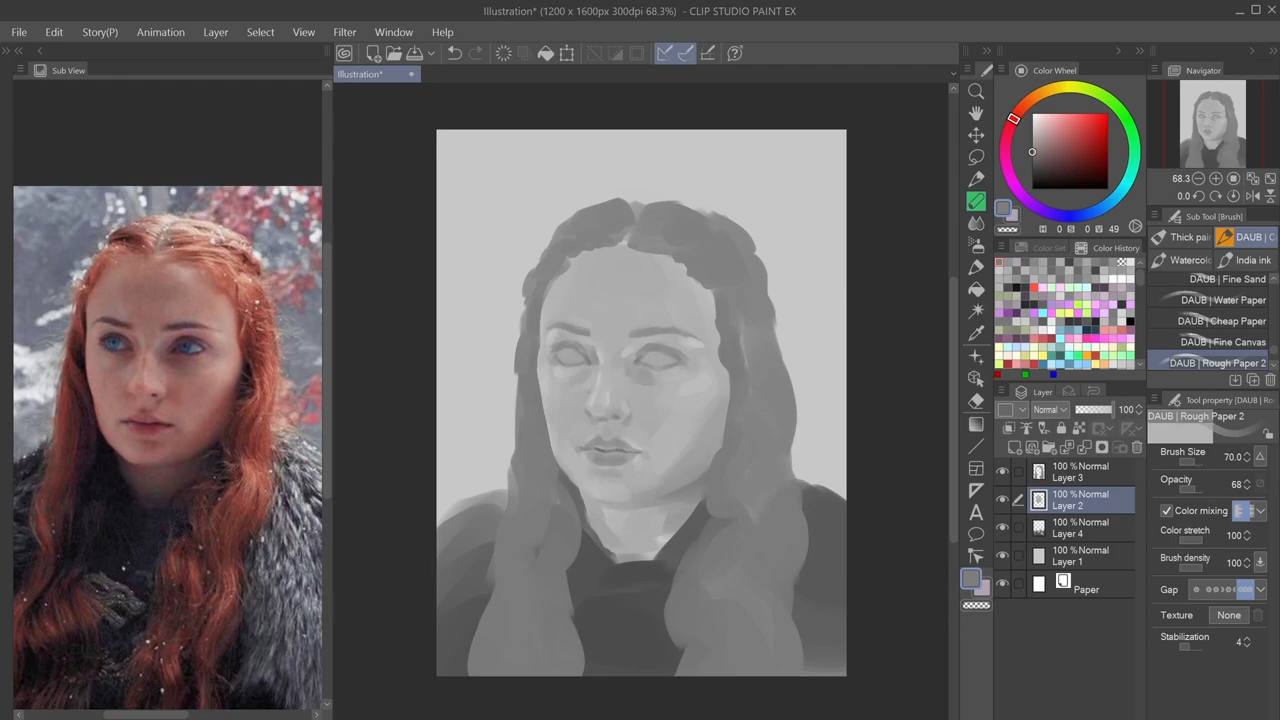 Illustration* (1200 x 1600px 300dpi 68.3%) - CLIP STUDIO PAINT EX
File Edit Story(P) Animation Layer Select View Filter Window Help
Sub View
Illustration*
Color Wheel
H 0 S 0 V 49
Color Set
Color History
Navigator
68.3
0.0
Sub Tool [Brush]
Thick pai
DAUB | C
Watercolo
India ink
DAUB | Fine Sand
DAUB | Water Paper
DAUB | Cheap Paper
DAUB | Fine Canvas
DAUB | Rough Paper 2
Layer
Normal 100
100 % Normal
Layer 3
100 % Normal
Layer 2
100 % Normal
Layer 4
100 % Normal
Layer 1
Paper
Tool property [DAUB | Ro
DAUB | Rough Paper 2
Brush Size 70.0
Opacity 68
Color mixing
Color stretch 100
Brush density 100
Gap
Texture None
Stabilization 4